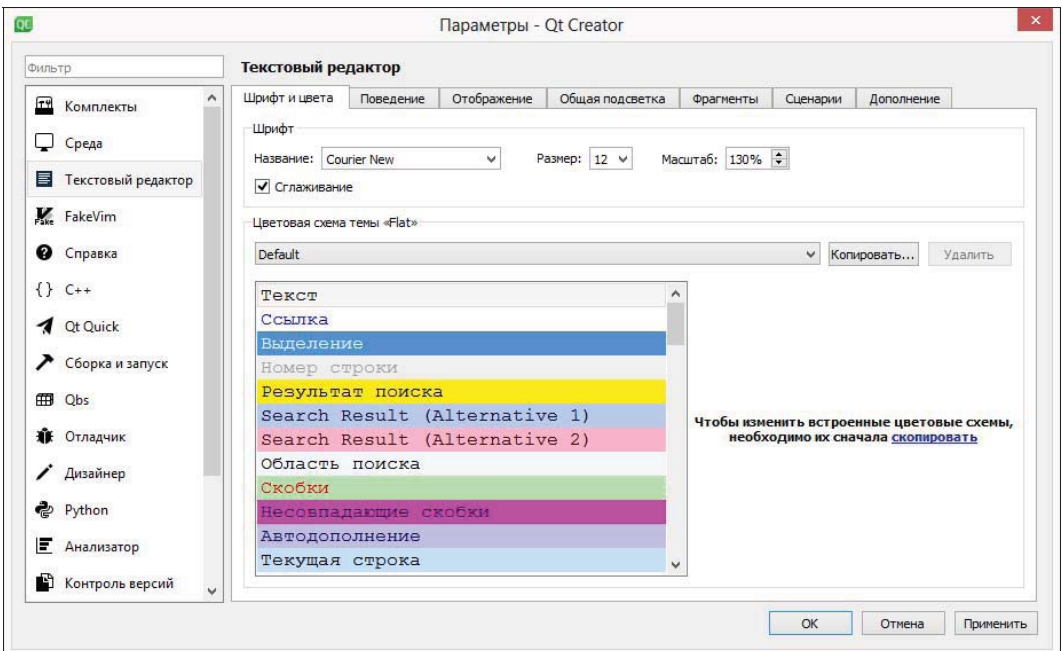 Параметры - Qt Creator
Фильтр
Комплекты
Среда
Текстовый редактор
FakeVim
Справка
C++
Qt Quick
Сборка и запуск
Qbs
Отладчик
Дизайнер
Python
Анализатор
Контроль версий
Текстовый редактор
Шрифт и цвета Поведение Отображение Общая подсветка Фрагменты Сценарии Дополнение
Шрифт
Название: Courier New Размер: 12 Масштаб: 130%
Сглаживание
Цветовая схема темы «Flat»
Default Копировать... Удалить
Текст
Ссылка
Выделение
Номер строки
Результат поиска
Search Result (Alternative 1)
Search Result (Alternative 2)
Область поиска
Скобки
Несовпадающие скобки
Автодополнение
Текущая строка
Чтобы изменить встроенные цветовые схемы,
необходимо их сначала скопировать
OK Отмена Применить